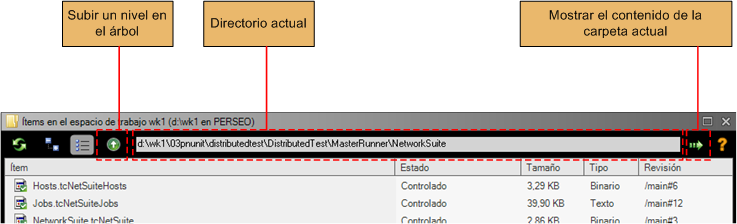 Subir un nivel en
el árbol
Directorio actual
Mostrar el contenido de la
carpeta actual
Ítems en el espacio de trabajo wk1 (d:\wk1 en PERSEO)
d:\wk1\03pnunit\distributedtest\DistributedTest\MasterRunner\NetworkSuite
?
Ítem Estado Tamaño Tipo Revisión
Hosts.tcNetSuiteHosts Controlado 3,29 KB Binario /main#6
Jobs.tcNetSuiteJobs Controlado 39,90 KB Texto /main#12
NetworkSuite.tcNetSuite Controlado 2,86 KB Binario /main#3